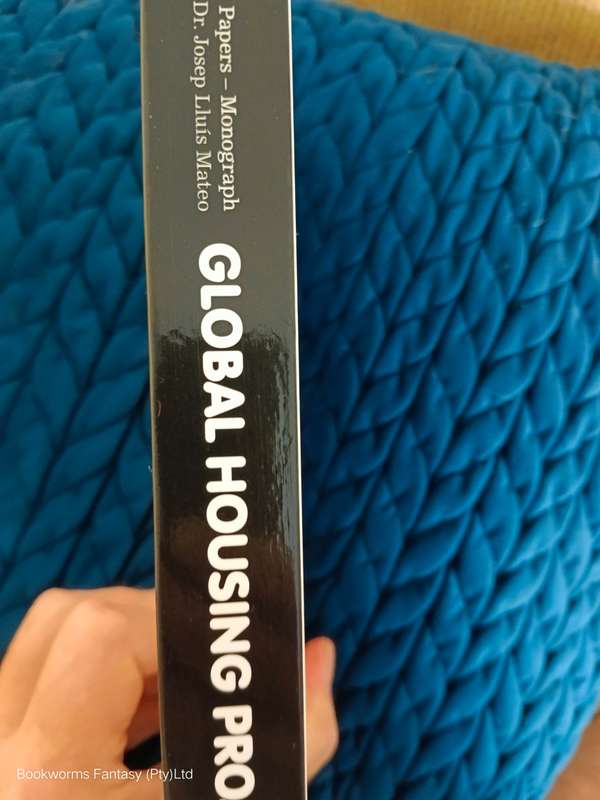 Papers – Monograph
Dr. Josep Lluís Mateo
GLOBAL HOUSING PRO
Bookworms Fantasy (Pty)Ltd